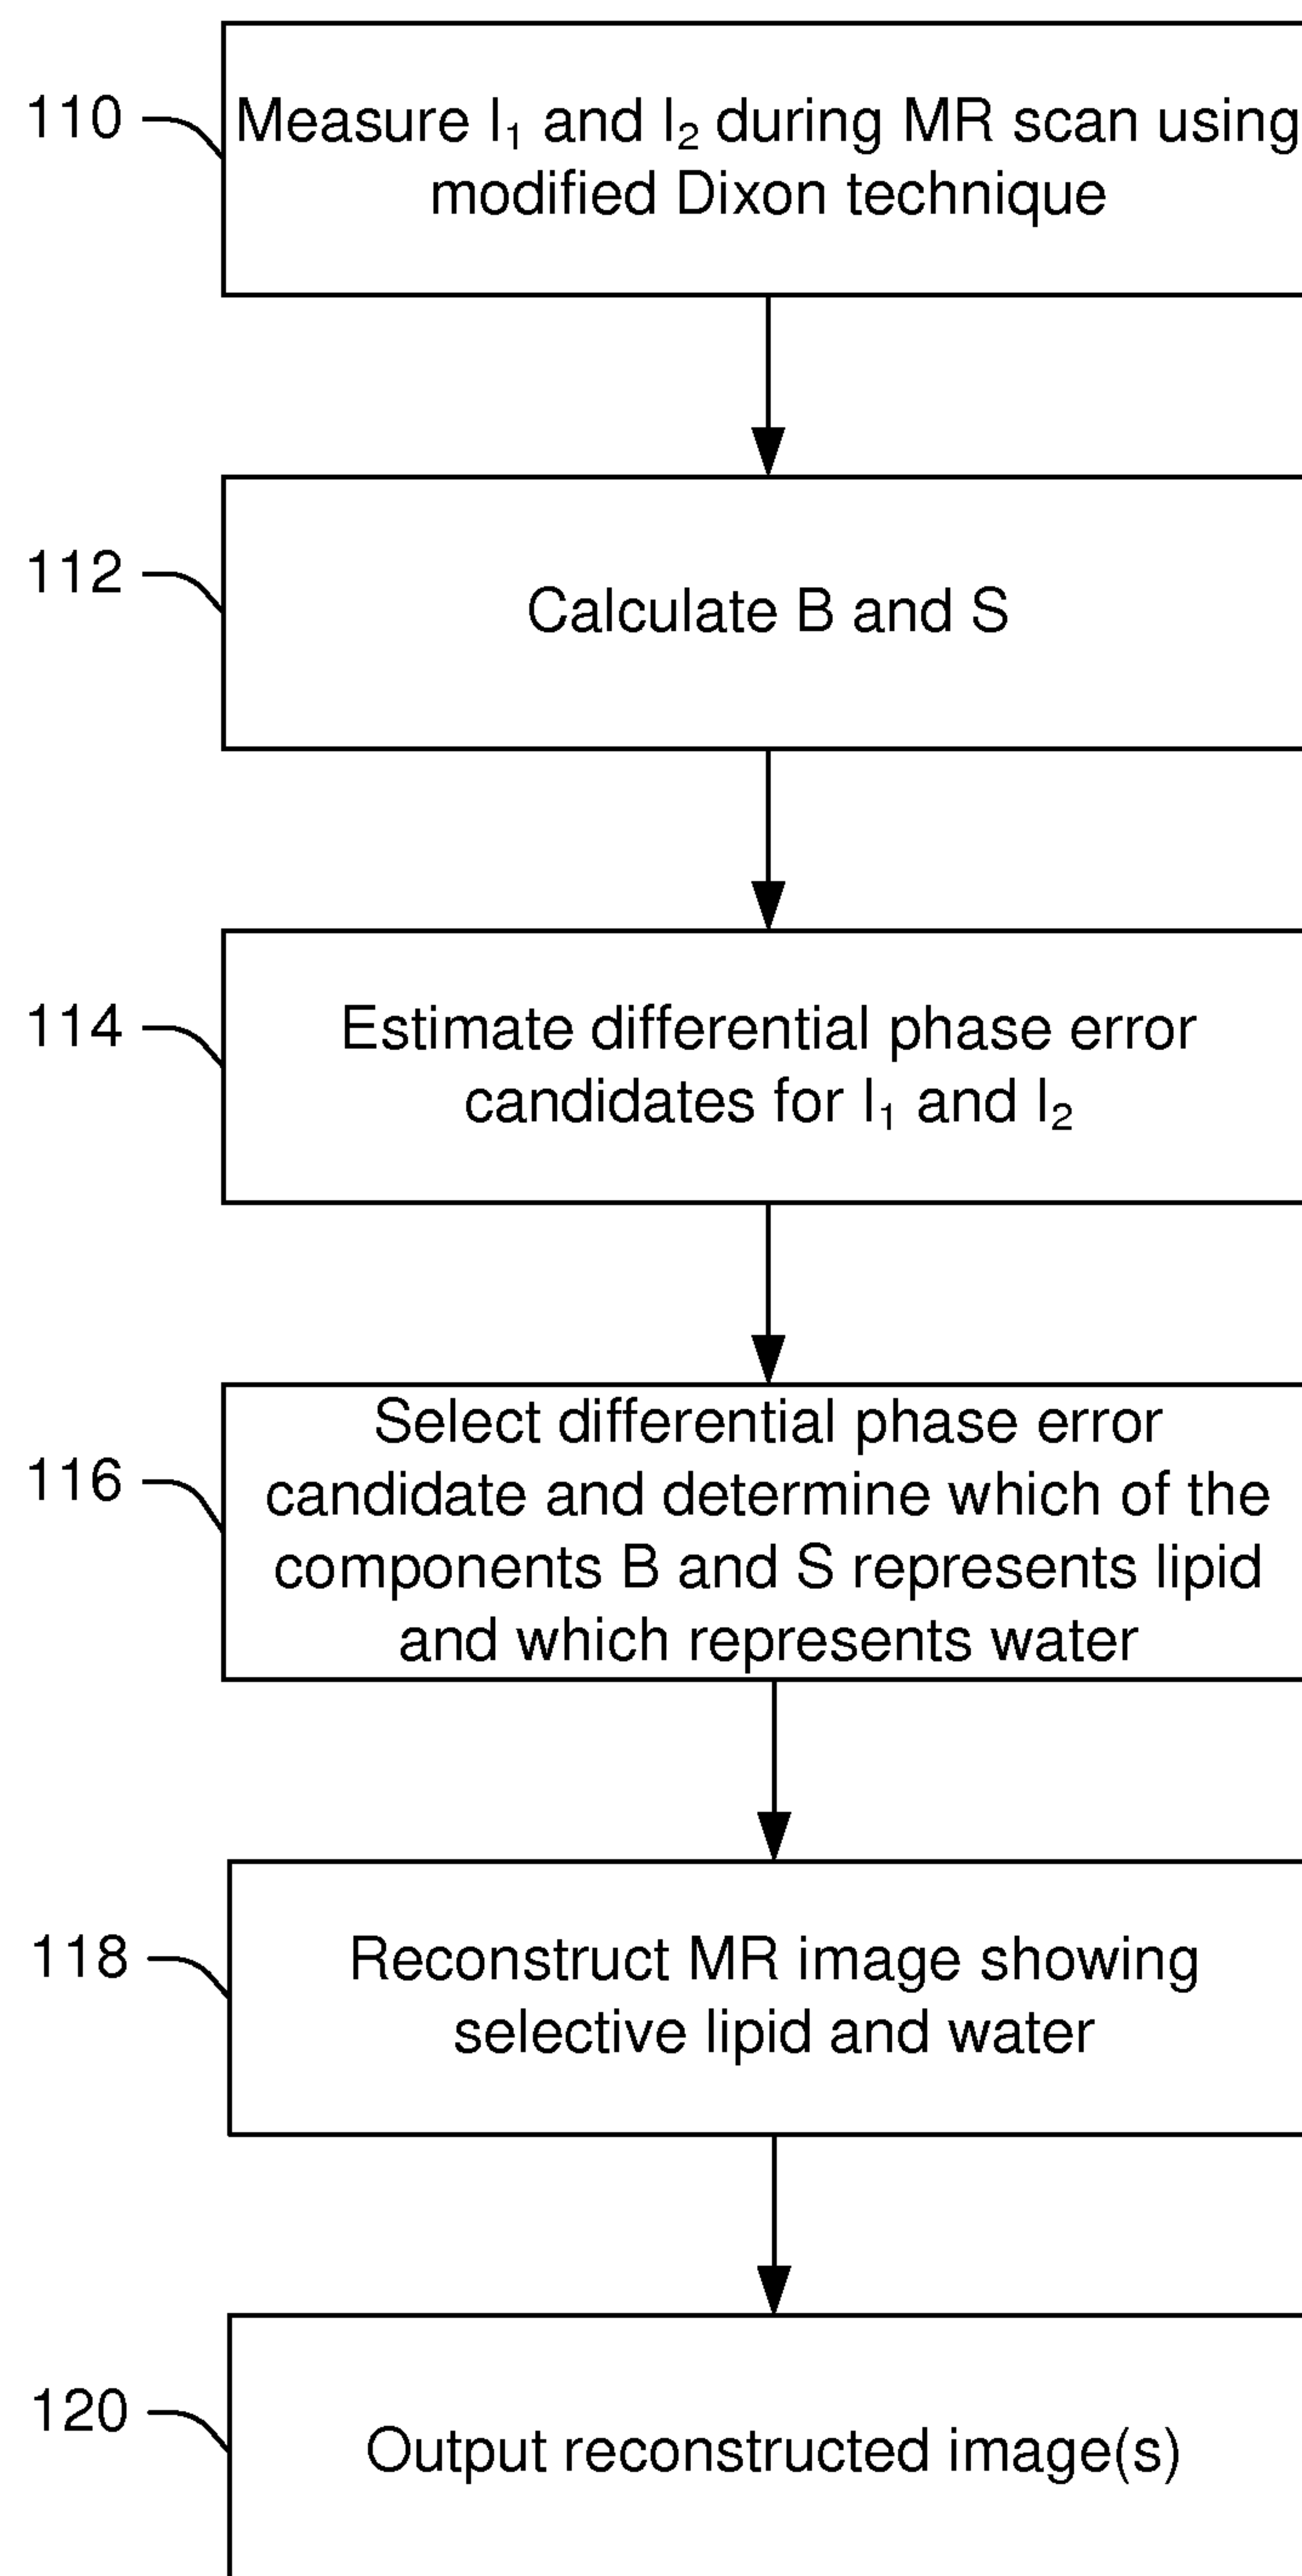 110
Measure I₁ and I₂ during MR scan using
modified Dixon technique
112
Calculate B and S
114
Estimate differential phase error
candidates for I₁ and I₂
116
Select differential phase error
candidate and determine which of the
components B and S represents lipid
and which represents water
118
Reconstruct MR image showing
selective lipid and water
120
Output reconstructed image(s)